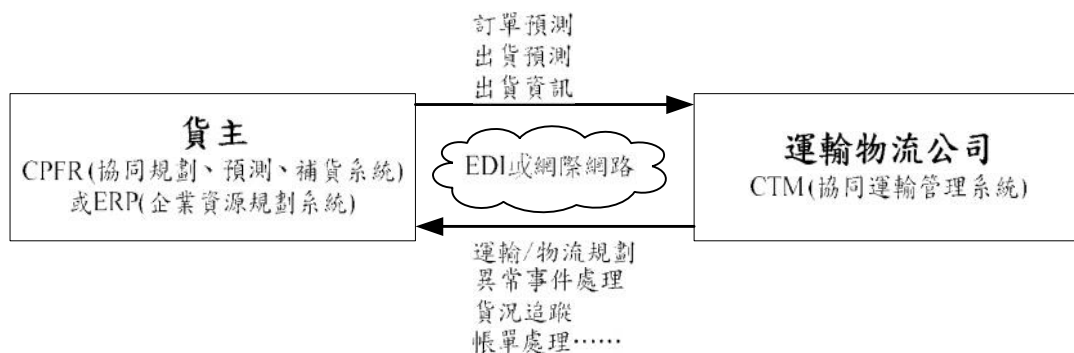 訂單預測
出貨預測
出貨資訊
貨主
CPFR(協同規劃、預測、補貨系統)
或ERP(企業資源規劃系統)
EDI或網際網路
運輸物流公司
CTM(協同運輸管理系統)
運輸/物流規劃
異常事件處理
貨況追蹤
帳單處理……